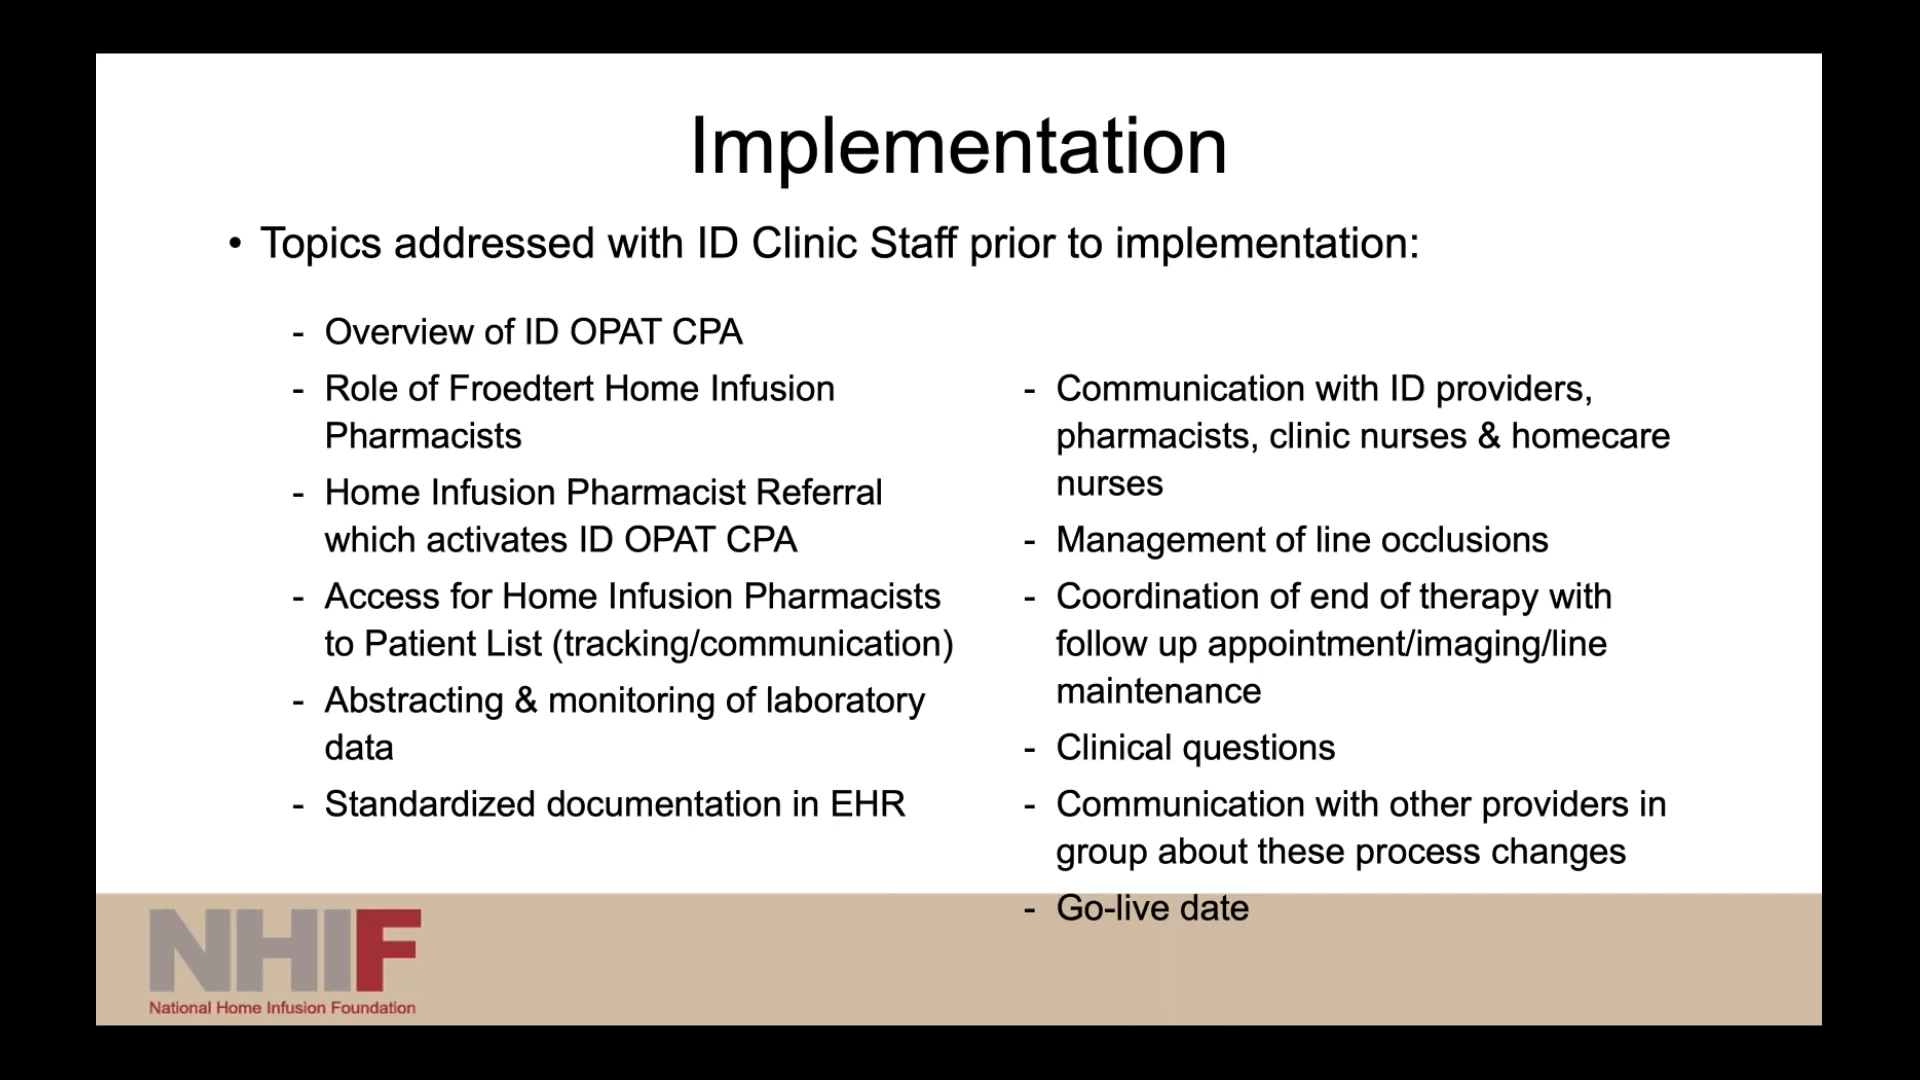 Implementation
• Topics addressed with ID Clinic Staff prior to implementation:
- Overview of ID OPAT CPA
- Role of Froedtert Home Infusion
Pharmacists
- Home Infusion Pharmacist Referral
which activates ID OPAT CPA
- Access for Home Infusion Pharmacists
to Patient List (tracking/communication)
- Abstracting & monitoring of laboratory
data
- Standardized documentation in EHR
- Communication with ID providers,
pharmacists, clinic nurses & homecare
nurses
- Management of line occlusions
- Coordination of end of therapy with
follow up appointment/imaging/line
maintenance
- Clinical questions
- Communication with other providers in
group about these process changes
- Go-live date
NHIF
National Home Infusion Foundation